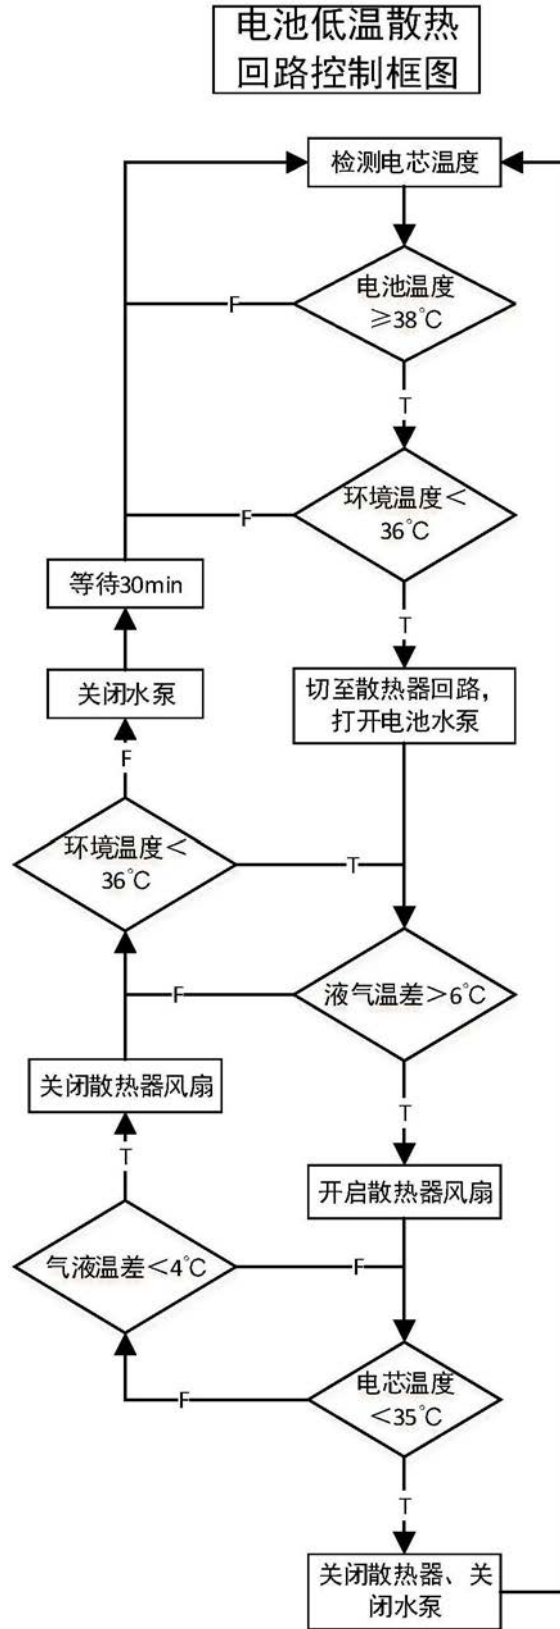 电池低温散热
回路控制框图
检测电芯温度
电池温度
≥38℃
F
T
环境温度<
36℃
F
T
等待30min
关闭水泵
切至散热器回路,
打开电池水泵
F
环境温度<
36℃
T
液气温差>6℃
F
T
关闭散热器风扇
开启散热器风扇
T
气液温差<4℃
F
电芯温度
<35℃
F
T
关闭散热器、关
闭水泵